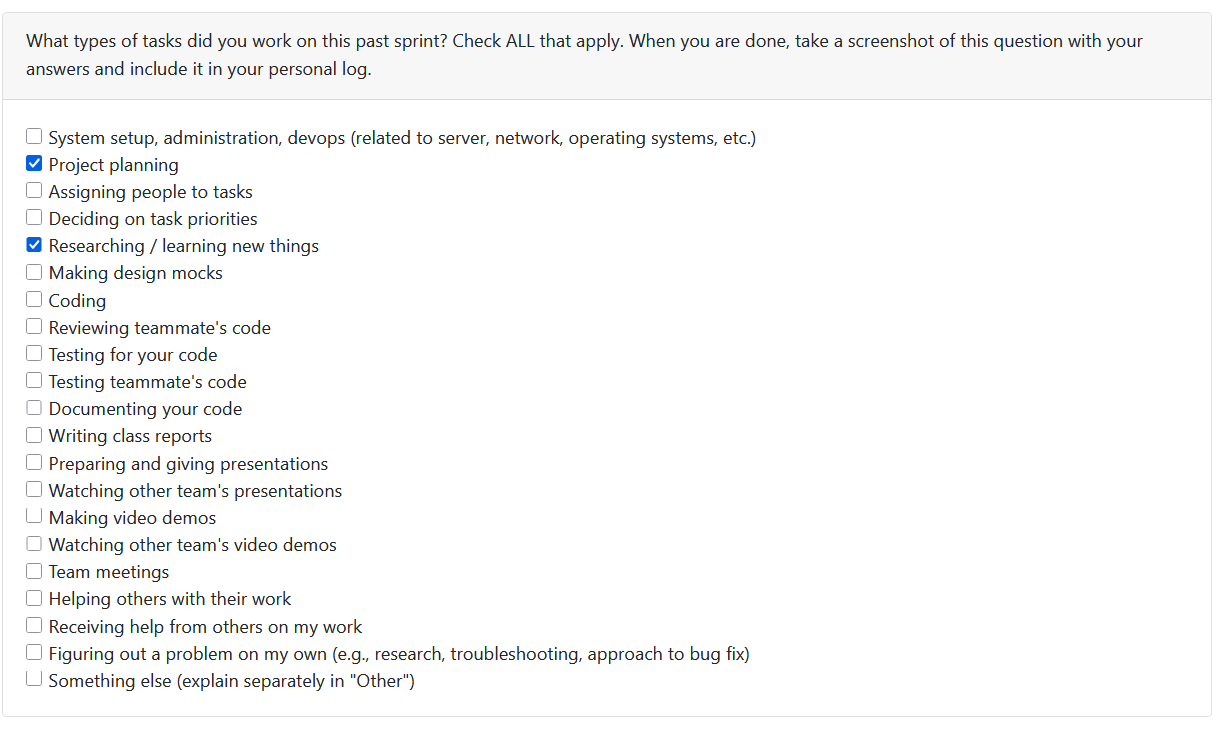 What types of tasks did you work on this past sprint? Check ALL that apply. When you are done, take a screenshot of this question with your
answers and include it in your personal log.
System setup, administration, devops (related to server, network, operating systems, etc.)
Project planning
Assigning people to tasks
Deciding on task priorities
Researching / learning new things
Making design mocks
Coding
Reviewing teammate's code
Testing for your code
Testing teammate's code
Documenting your code
Writing class reports
Preparing and giving presentations
Watching other team's presentations
Making video demos
Watching other team's video demos
Team meetings
Helping others with their work
Receiving help from others on my work
Figuring out a problem on my own (e.g., research, troubleshooting, approach to bug fix)
Something else (explain separately in "Other")